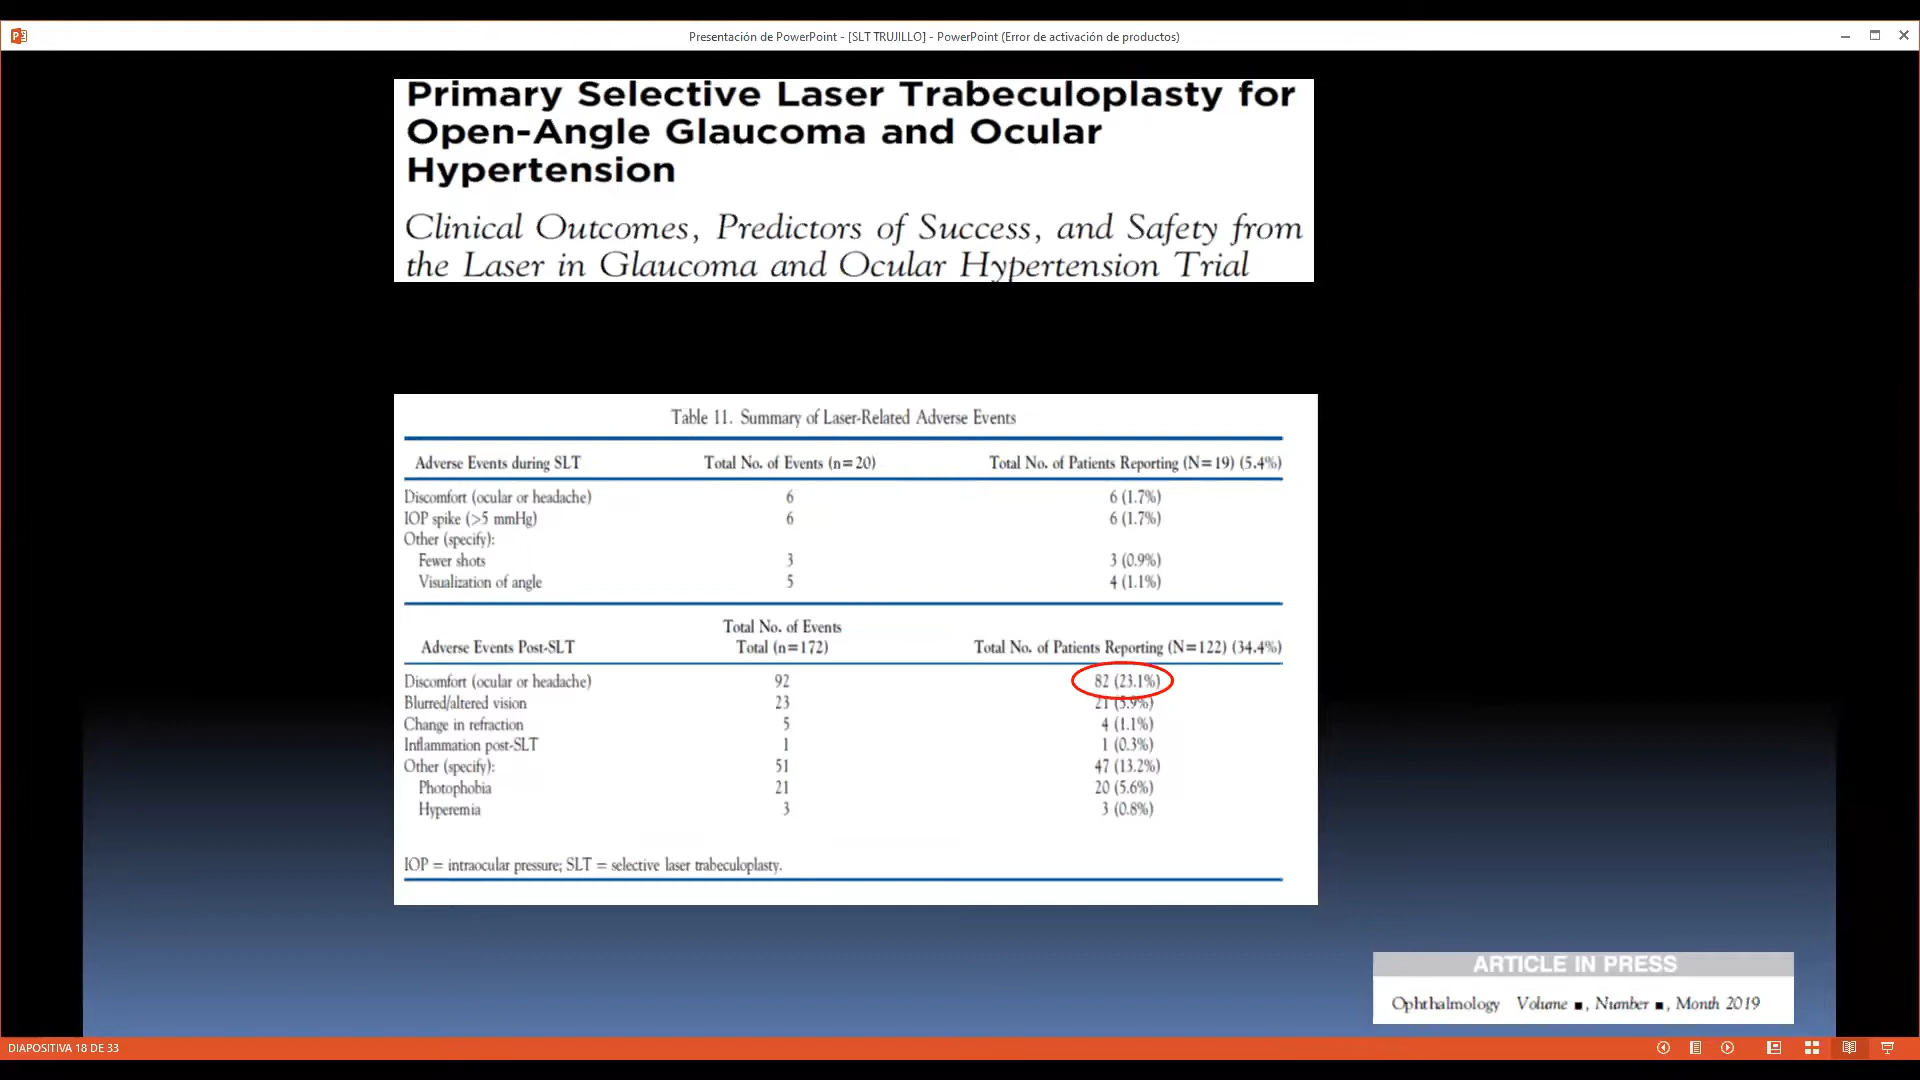 Presentación de PowerPoint - [SLT TRUJILLO] - PowerPoint (Error de activación de productos)
Primary Selective Laser Trabeculoplasty for
Open-Angle Glaucoma and Ocular
Hypertension
Clinical Outcomes, Predictors of Success, and Safety from
the Laser in Glaucoma and Ocular Hypertension Trial
Table 11. Summary of Laser-Related Adverse Events
Adverse Events during SLT Total No. of Events (n=20) Total No. of Patients Reporting (N=19) (5.4%)
Discomfort (ocular or headache) 6 6 (1.7%)
IOP spike (>5 mmHg) 6 6 (1.7%)
Other (specify):
Fewer shots 3 3 (0.9%)
Visualization of angle 5 4 (1.1%)
Total No. of Events
Adverse Events Post-SLT Total (n=172) Total No. of Patients Reporting (N=122) (34.4%)
Discomfort (ocular or headache) 92 82 (23.1%)
Blurred/altered vision 23 21 (5.9%)
Change in refraction 5 4 (1.1%)
Inflammation post-SLT 1 1 (0.3%)
Other (specify): 51 47 (13.2%)
Photophobia 21 20 (5.6%)
Hyperemia 3 3 (0.8%)
IOP = intraocular pressure; SLT = selective laser trabeculoplasty.
ARTICLE IN PRESS
Ophthalmology Volume ■, Number ■, Month 2019
DIAPOSITIVA 18 DE 33